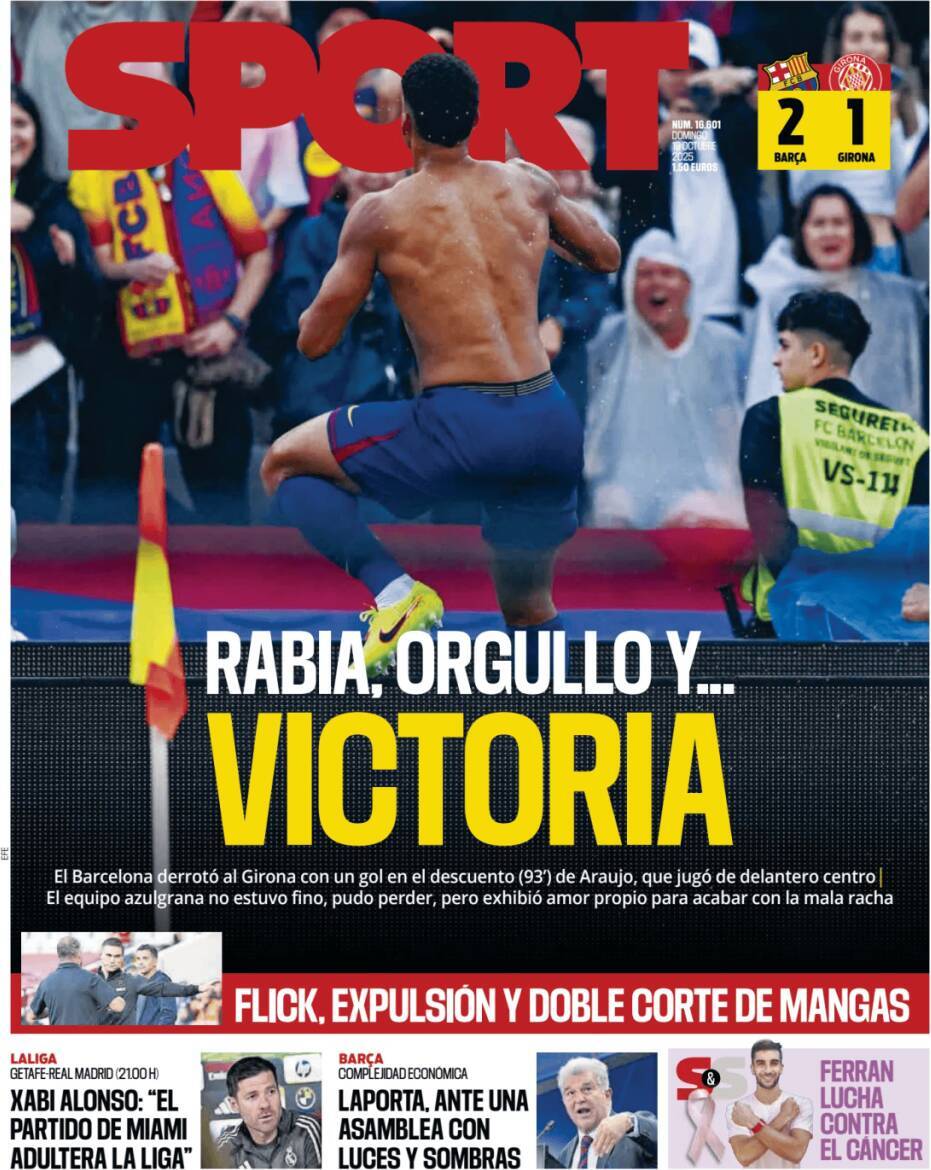 SPORT
NUM. 16.601
DOMINGO
19 OCTUBRE
2025
1,50 EUROS
FCB
GIRONA
2 1
BARÇA GIRONA
FCB
SEGURETA
FC BARCELON
VS-114
RABIA, ORGULLO Y...
VICTORIA
EFE
El Barcelona derrotó al Girona con un gol en el descuento (93’) de Araujo, que jugó de delantero centro |
El equipo azulgrana no estuvo fino, pudo perder, pero exhibió amor propio para acabar con la mala racha
FLICK, EXPULSIÓN Y DOBLE CORTE DE MANGAS
LALIGA
GETAFE-REAL MADRID (21.00 H)
XABI ALONSO: “EL
PARTIDO DE MIAMI
ADULTERA LA LIGA”
hp
BARÇA
COMPLEJIDAD ECONÓMICA
LAPORTA, ANTE UNA
ASAMBLEA CON
LUCES Y SOMBRAS
S&S
FERRAN
LUCHA
CONTRA
EL CÁNCER